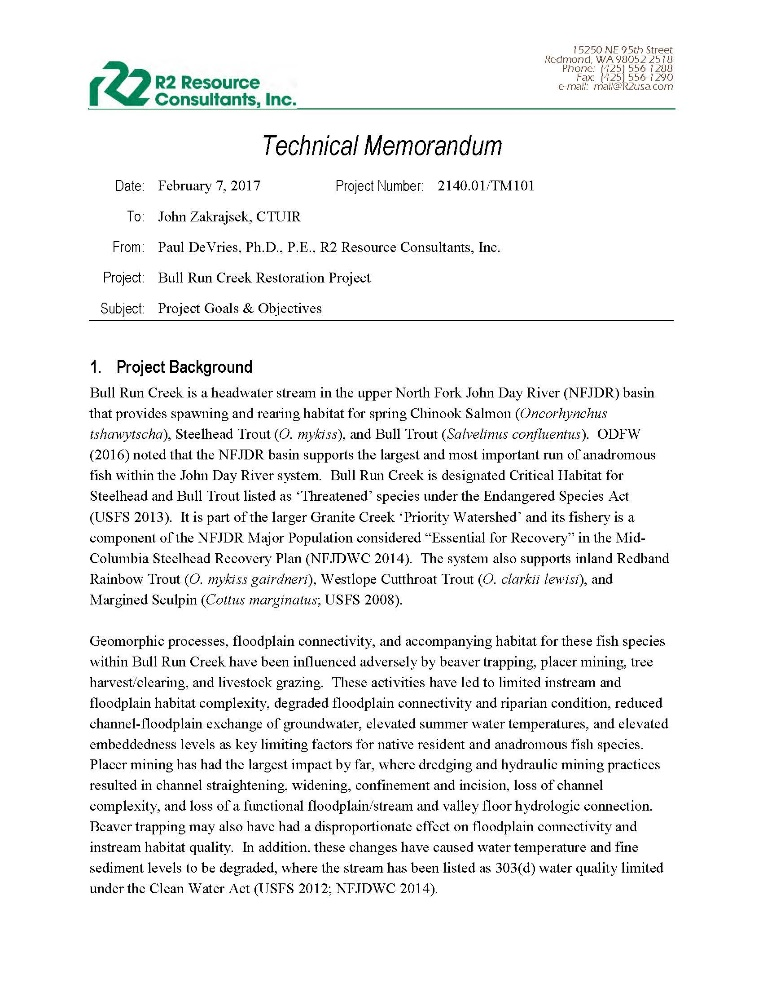 R2 Resource
Consultants, Inc.
15250 NE 95th Street
Redmond, WA 98052 2518
Phone: (425) 556 1288
Fax: (425) 556 1290
e-mail: mail@R2usa.com
Technical Memorandum
Date: February 7, 2017 Project Number: 2140.01/TM101
To: John Zakrajsek, CTUIR
From: Paul DeVries, Ph.D., P.E., R2 Resource Consultants, Inc.
Project: Bull Run Creek Restoration Project
Subject: Project Goals & Objectives
1. Project Background
Bull Run Creek is a headwater stream in the upper North Fork John Day River (NFJDR) basin
that provides spawning and rearing habitat for spring Chinook Salmon (Oncorhynchus
tshawytscha), Steelhead Trout (O. mykiss), and Bull Trout (Salvelinus confluentus). ODFW
(2016) noted that the NFJDR basin supports the largest and most important run of anadromous
fish within the John Day River system. Bull Run Creek is designated Critical Habitat for
Steelhead and Bull Trout listed as ‘Threatened’ species under the Endangered Species Act
(USFS 2013). It is part of the larger Granite Creek ‘Priority Watershed’ and its fishery is a
component of the NFJDR Major Population considered “Essential for Recovery” in the Mid-
Columbia Steelhead Recovery Plan (NFJDWC 2014). The system also supports inland Redband
Rainbow Trout (O. mykiss gairdneri), Westlope Cutthroat Trout (O. clarkii lewisi), and
Margined Sculpin (Cottus marginatus; USFS 2008).
Geomorphic processes, floodplain connectivity, and accompanying habitat for these fish species
within Bull Run Creek have been influenced adversely by beaver trapping, placer mining, tree
harvest/clearing, and livestock grazing. These activities have led to limited instream and
floodplain habitat complexity, degraded floodplain connectivity and riparian condition, reduced
channel-floodplain exchange of groundwater, elevated summer water temperatures, and elevated
embeddedness levels as key limiting factors for native resident and anadromous fish species.
Placer mining has had the largest impact by far, where dredging and hydraulic mining practices
resulted in channel straightening, widening, confinement and incision, loss of channel
complexity, and loss of a functional floodplain/stream and valley floor hydrologic connection.
Beaver trapping may also have had a disproportionate effect on floodplain connectivity and
instream habitat quality. In addition, these changes have caused water temperature and fine
sediment levels to be degraded, where the stream has been listed as 303(d) water quality limited
under the Clean Water Act (USFS 2012; NFJDWC 2014).